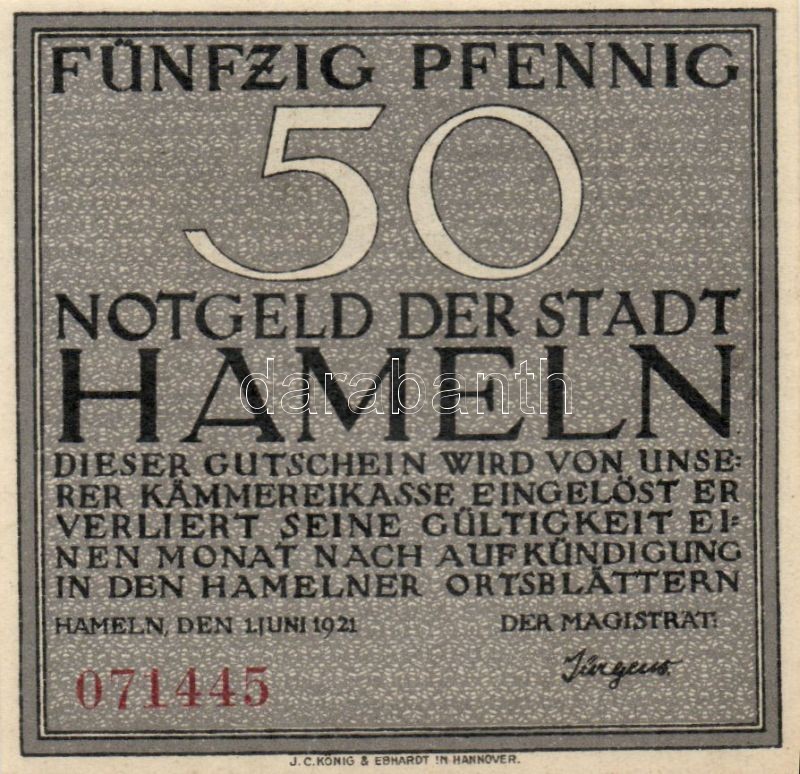 FÜNFZIG PFENNIG
50
NOTGELD DER STADT
HAMELN
darabanth
DIESER GUTSCHEIN WIRD VON UNSE=
RER KÄMMEREIKASSE EINGELÖST ER
VERLIERT SEINE GÜLTIGKEIT EI=
NEN MONAT NACH AUFKÜNDIGUNG
IN DEN HAMELNER ORTSBLÄTTERN
HAMELN, DEN 1.JUNI 1921 DER MAGISTRAT:
Jürgens.
071445
J.C.KÖNIG & EBHARDT IN HANNOVER.